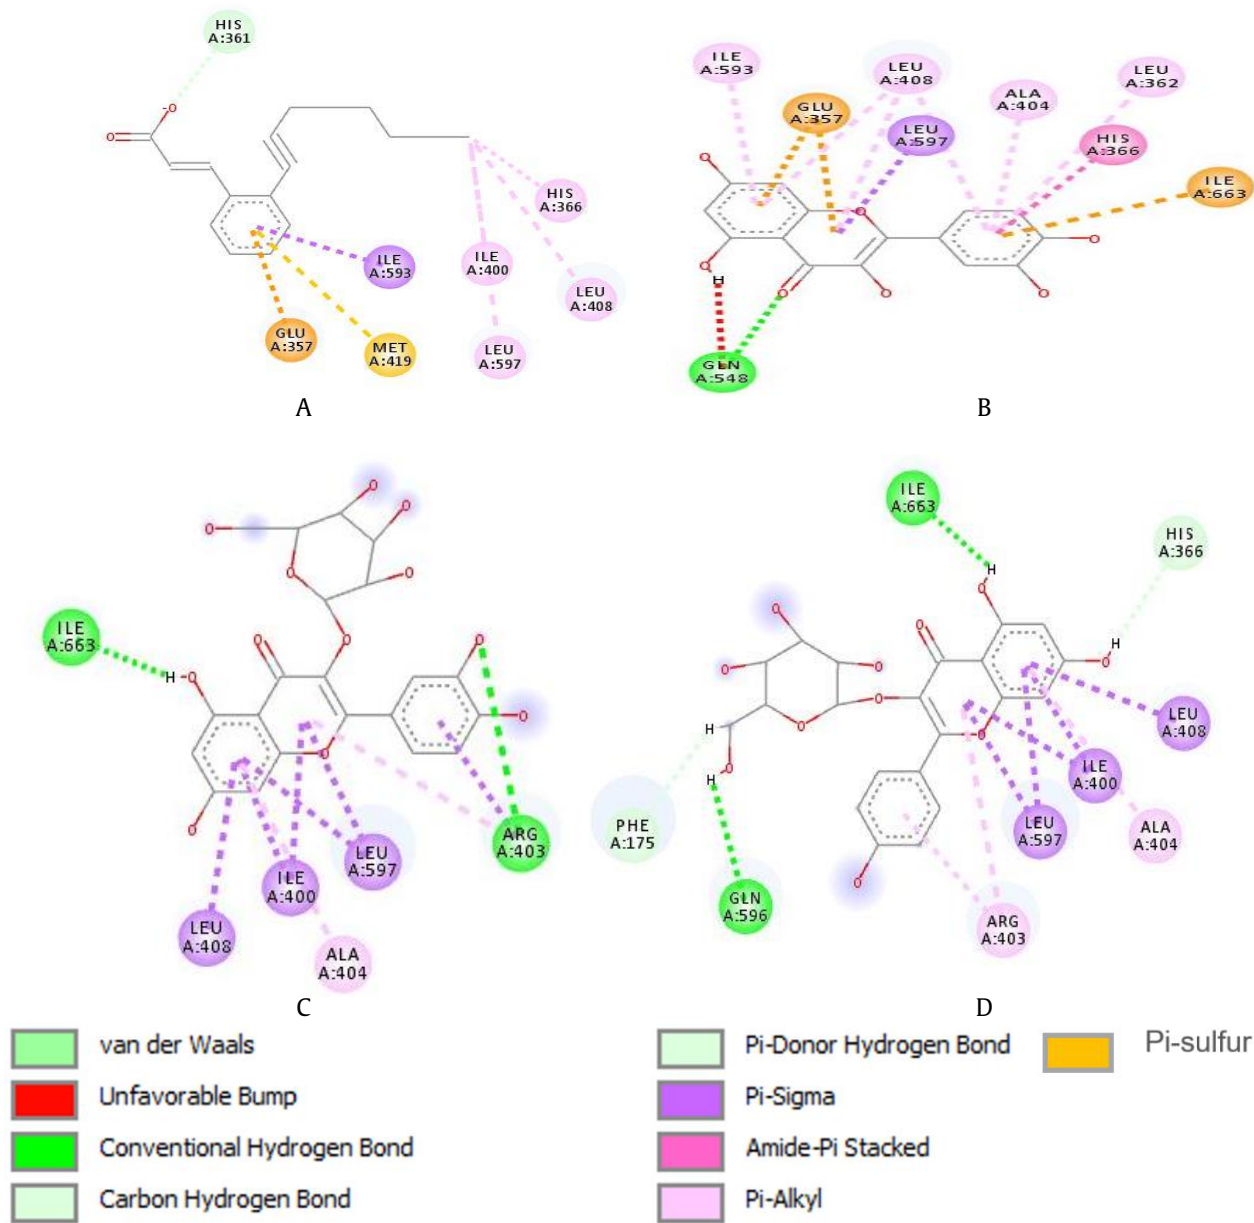 HIS
A:361
O
O-
HIS
A:366
ILE
A:593
ILE
A:400
LEU
A:408
GLU
A:357
MET
A:419
LEU
A:597
A
ILE
A:593
LEU
A:408
LEU
A:362
GLU
A:357
ALA
A:404
LEU
A:597
HIS
A:366
ILE
A:663
O
O
O
H
O
O
O
O
GLN
A:548
B
O
O
O
O
O
O
ILE
A:663
H
O
O
O
O
O
O
O
ARG
A:403
LEU
A:597
ILE
A:400
LEU
A:408
ALA
A:404
C
ILE
A:663
HIS
A:366
H
O
O
O
H
O
O
O
O
O
O
H
O
H
O
LEU
A:408
ILE
A:400
PHE
A:175
LEU
A:597
ALA
A:404
GLN
A:596
ARG
A:403
D
van der Waals
Unfavorable Bump
Conventional Hydrogen Bond
Carbon Hydrogen Bond
Pi-Donor Hydrogen Bond
Pi-Sigma
Amide-Pi Stacked
Pi-Alkyl
Pi-sulfur